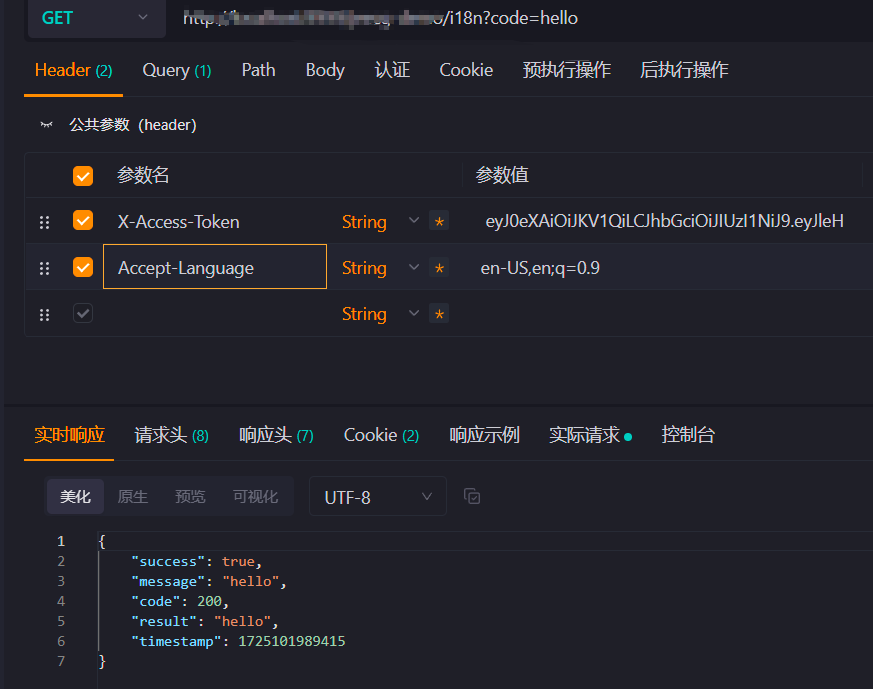 GET /i18n?code=hello
Header (2) Query (1) Path Body 认证 Cookie 预执行操作 后执行操作
公共参数 (header)
参数名 参数值
X-Access-Token String * eyJ0eXAiOiJKV1QiLCJhbGciOiJIUzI1NiJ9.eyJleH
Accept-Language String * en-US,en;q=0.9
String *
实时响应 请求头 (8) 响应头 (7) Cookie (2) 响应示例 实际请求 控制台
美化 原生 预览 可视化 UTF-8
1 {
2 "success": true,
3 "message": "hello",
4 "code": 200,
5 "result": "hello",
6 "timestamp": 1725101989415
7 }